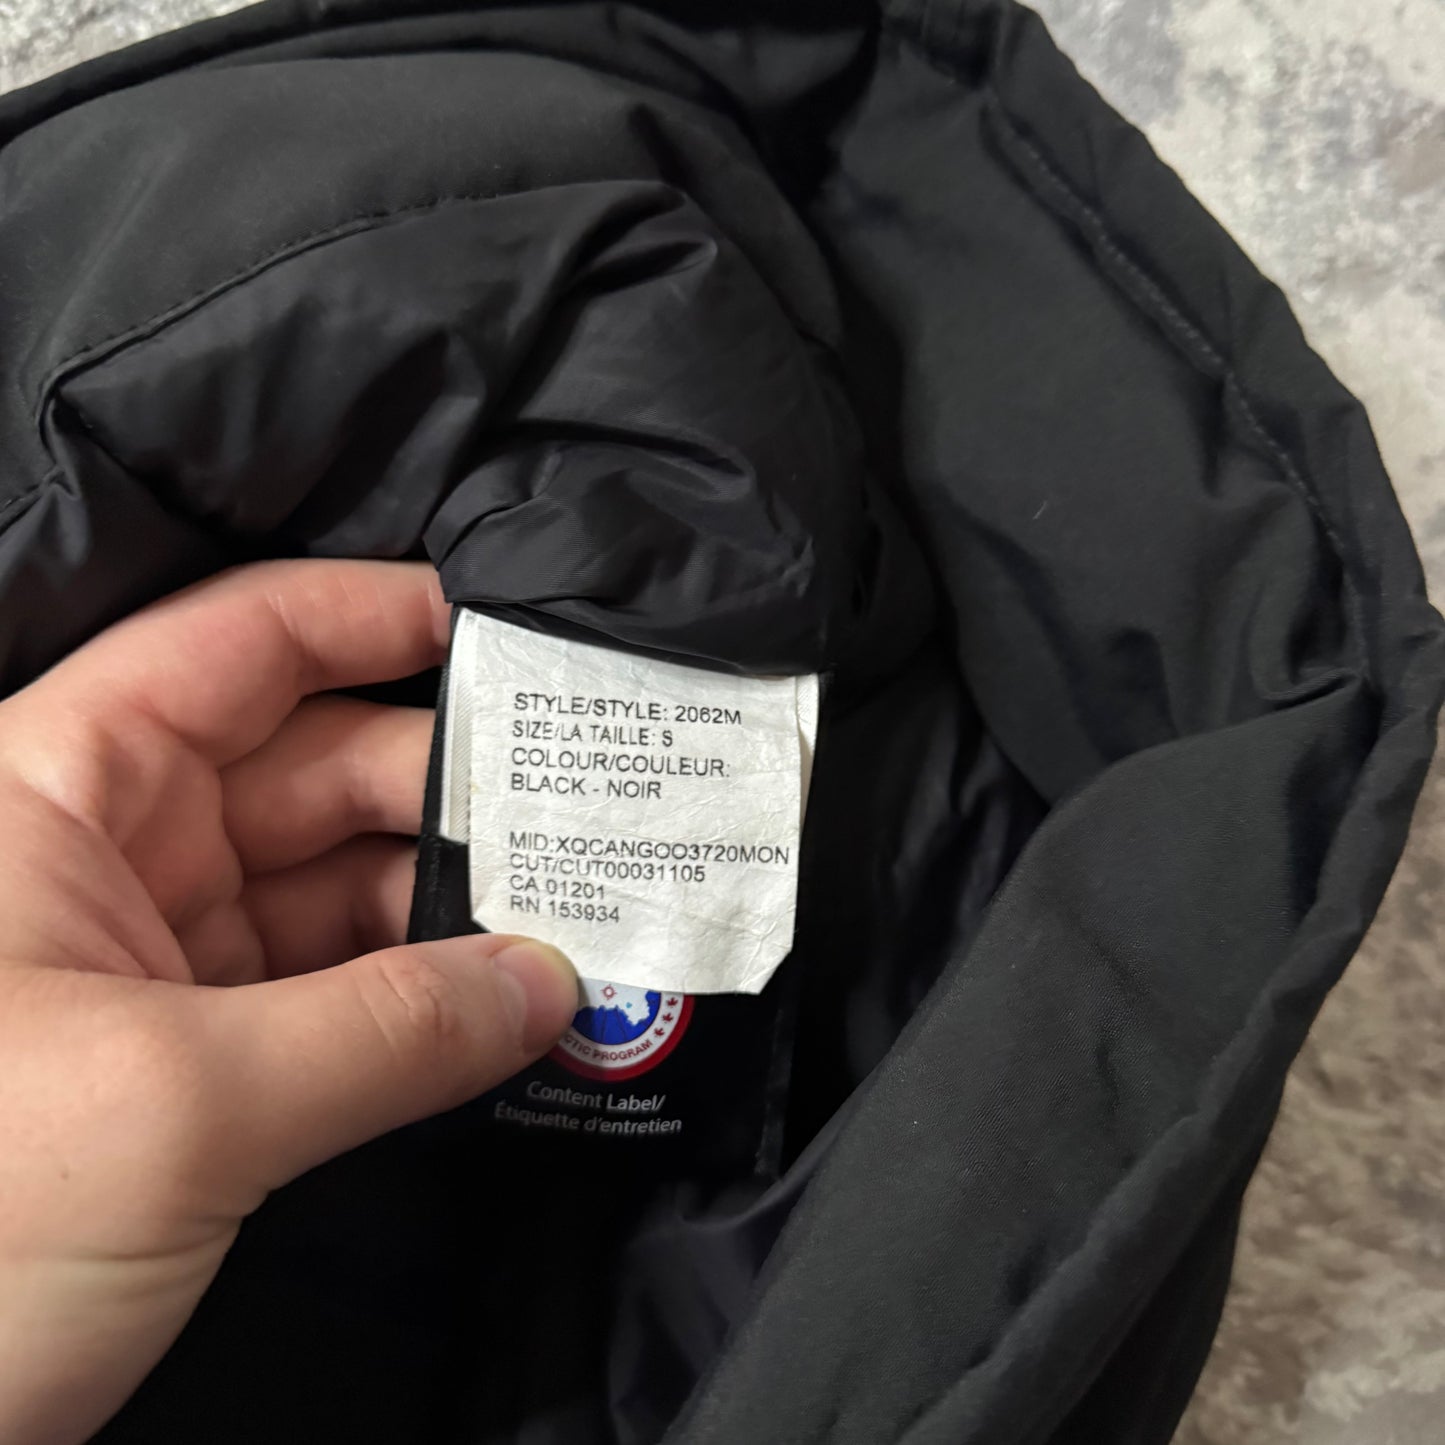 STYLE/STYLE: 2062M
SIZE/LA TAILLE: S
COLOUR/COULEUR:
BLACK - NOIR
MID:XQCANGOO3720MON
CUT/CUT00031105
CA 01201
RN 153934
PROGRAM
Content Label/
Étiquette d'entretien